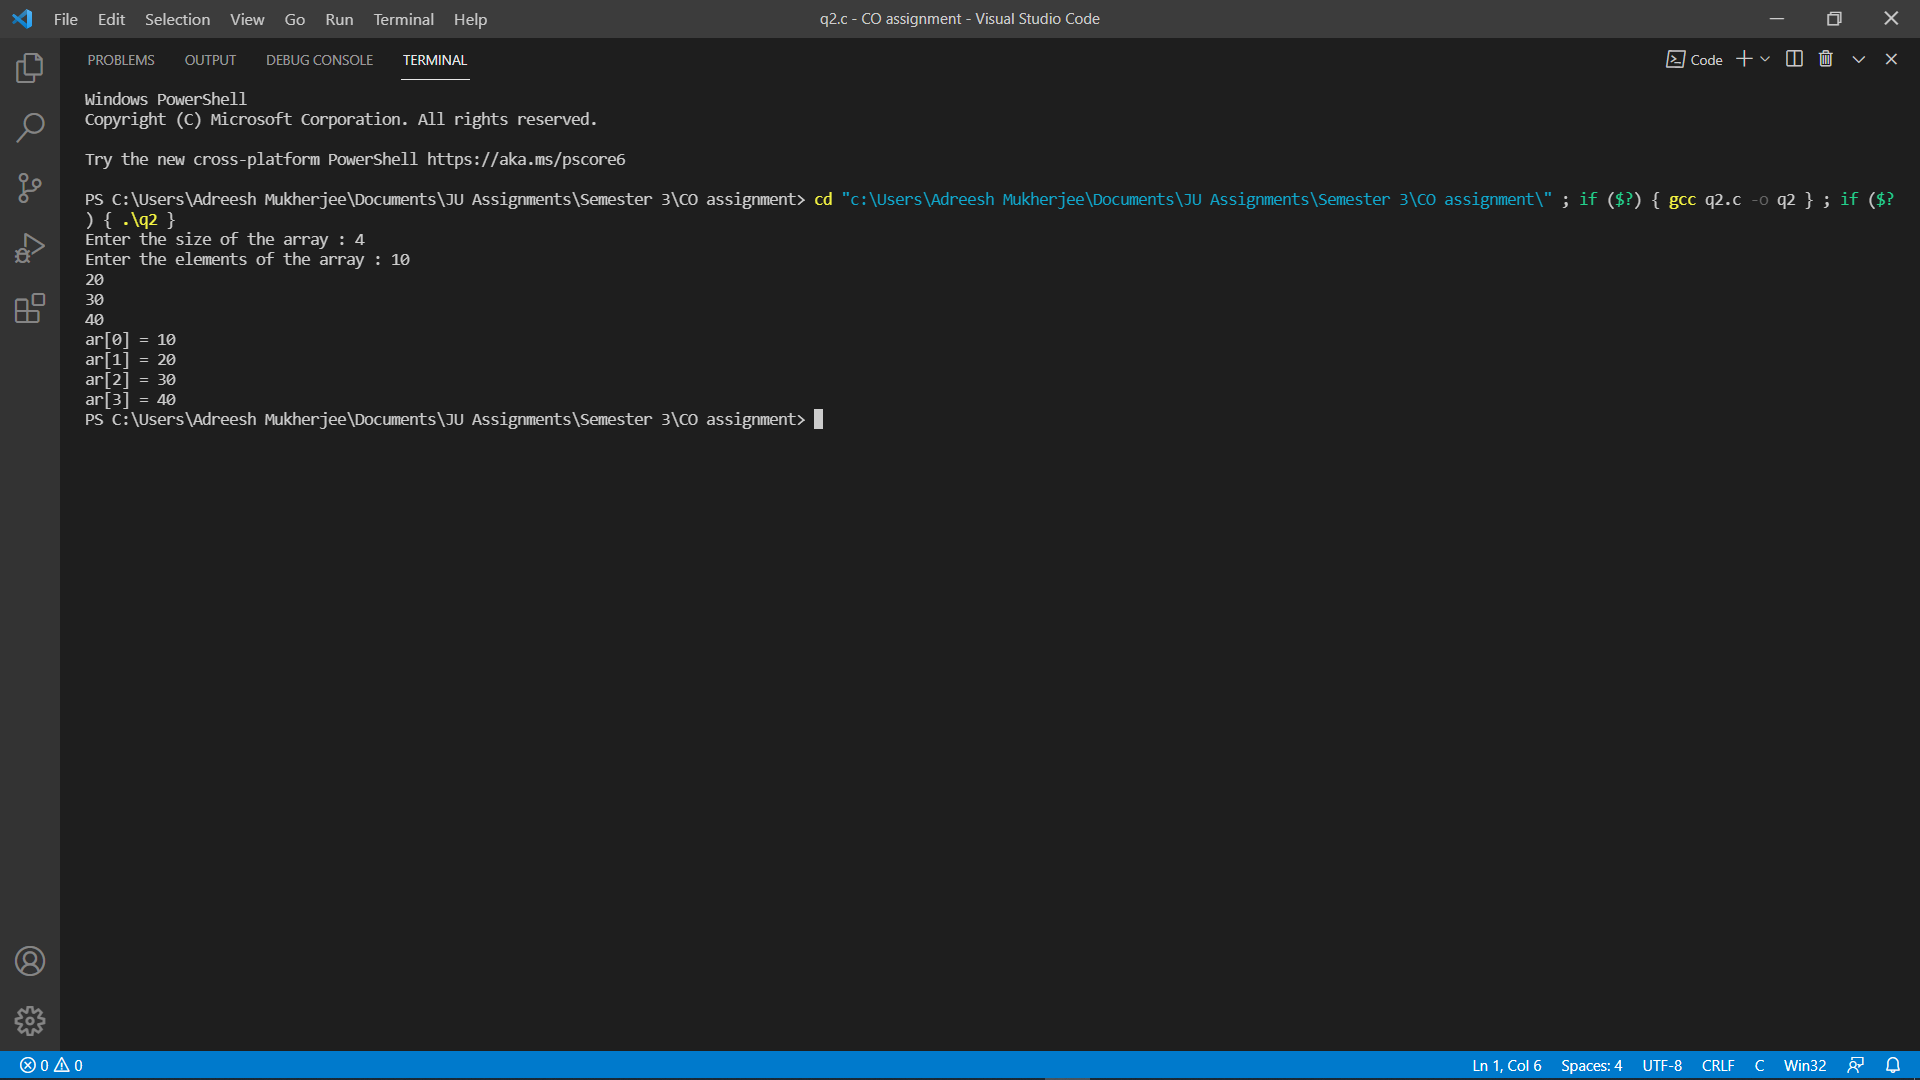 File Edit Selection View Go Run Terminal Help q2.c - CO assignment - Visual Studio Code
PROBLEMS OUTPUT DEBUG CONSOLE TERMINAL Code
Windows PowerShell
Copyright (C) Microsoft Corporation. All rights reserved.
Try the new cross-platform PowerShell https://aka.ms/pscore6
PS C:\Users\Adreesh Mukherjee\Documents\JU Assignments\Semester 3\CO assignment> cd "c:\Users\Adreesh Mukherjee\Documents\JU Assignments\Semester 3\CO assignment\" ; if ($?) { gcc q2.c -o q2 } ; if ($?
) { .\q2 }
Enter the size of the array : 4
Enter the elements of the array : 10
20
30
40
ar[0] = 10
ar[1] = 20
ar[2] = 30
ar[3] = 40
PS C:\Users\Adreesh Mukherjee\Documents\JU Assignments\Semester 3\CO assignment>
0 0 Ln 1, Col 6 Spaces: 4 UTF-8 CRLF C Win32